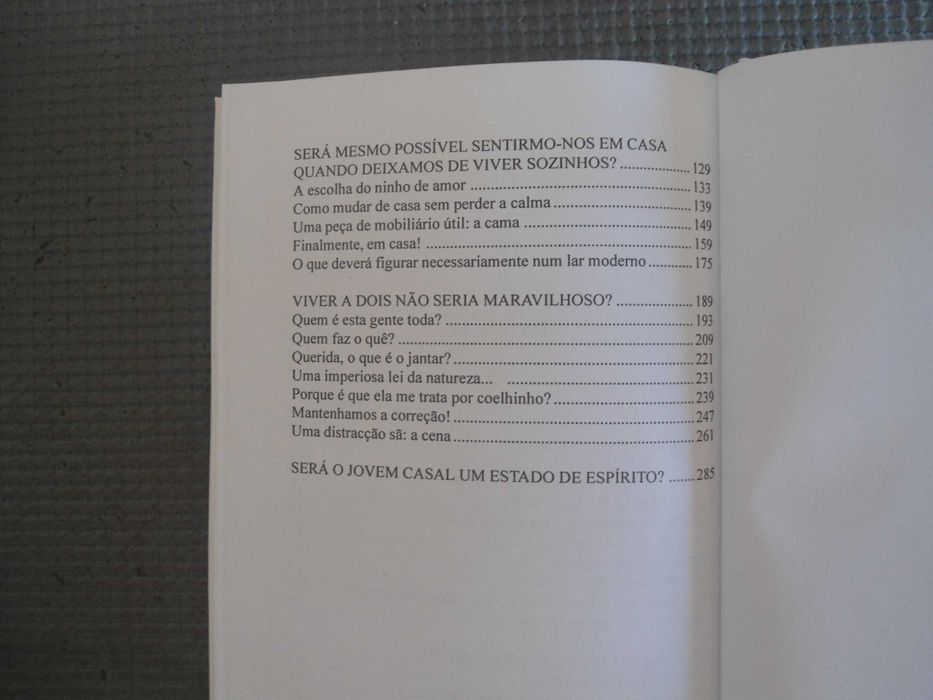 SERÁ MESMO POSSÍVEL SENTIRMO-NOS EM CASA
QUANDO DEIXAMOS DE VIVER SOZINHOS? .................. 129
A escolha do ninho de amor .......................................................... 133
Como mudar de casa sem perder a calma .................................... 139
Uma peça de mobiliário útil: a cama ............................................ 149
Finalmente, em casa! ...................................................................... 159
O que deverá figurar necessariamente num lar moderno ............ 175
VIVER A DOIS NÃO SERIA MARAVILHOSO? .................... 189
Quem é esta gente toda? ................................................................. 193
Quem faz o quê? ............................................................................. 209
Querida, o que é o jantar? ............................................................... 221
Uma imperiosa lei da natureza... .................................................. 231
Porque é que ela me trata por coelhinho? ..................................... 239
Mantenhamos a correção! ............................................................... 247
Uma distracção sã: a cena .............................................................. 261
SERÁ O JOVEM CASAL UM ESTADO DE ESPÍRITO? ....... 285